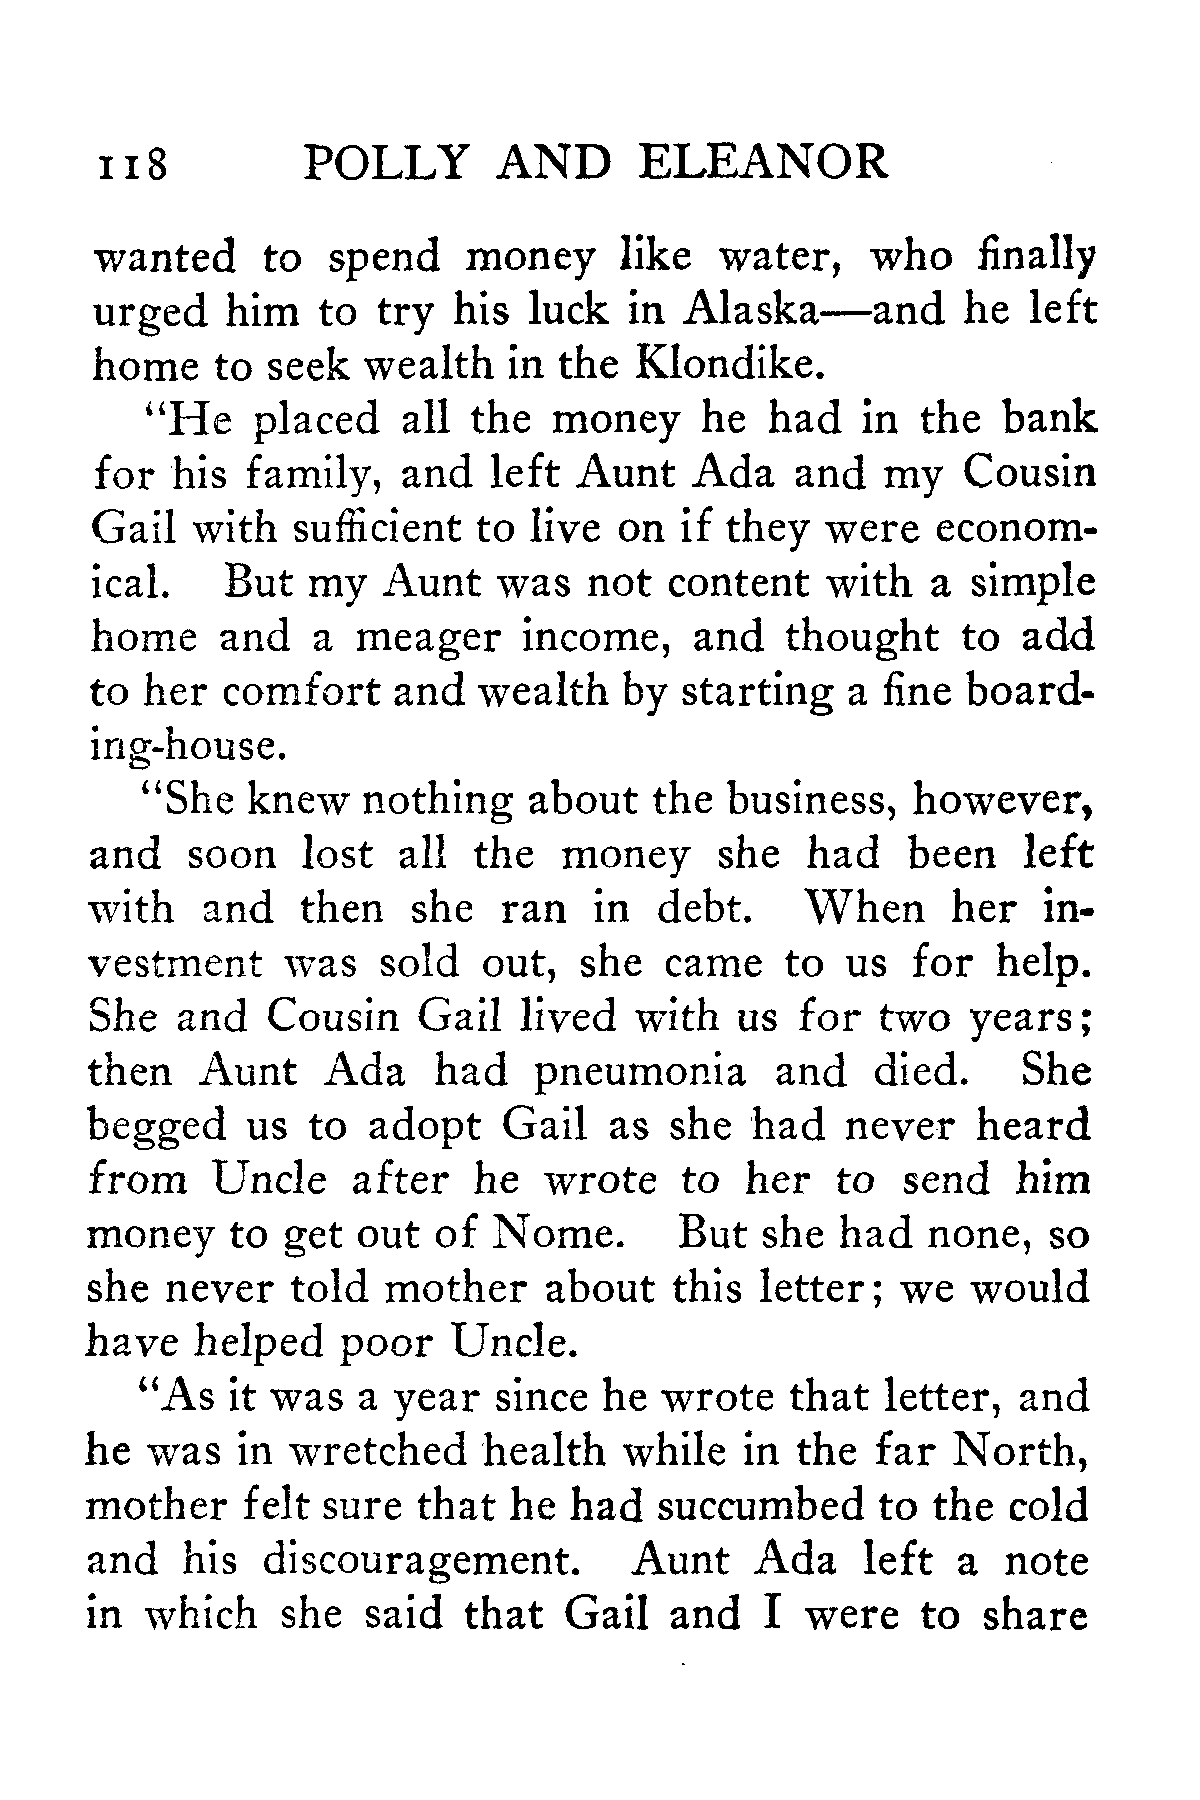 118 POLLY AND ELEANOR
wanted to spend money like water, who finally
urged him to try his luck in Alaska—and he left
home to seek wealth in the Klondike.
"He placed all the money he had in the bank
for his family, and left Aunt Ada and my Cousin
Gail with sufficient to live on if they were econom-
ical. But my Aunt was not content with a simple
home and a meager income, and thought to add
to her comfort and wealth by starting a fine board-
ing-house.
"She knew nothing about the business, however,
and soon lost all the money she had been left
with and then she ran in debt. When her in-
vestment was sold out, she came to us for help.
She and Cousin Gail lived with us for two years;
then Aunt Ada had pneumonia and died. She
begged us to adopt Gail as she had never heard
from Uncle after he wrote to her to send him
money to get out of Nome. But she had none, so
she never told mother about this letter; we would
have helped poor Uncle.
"As it was a year since he wrote that letter, and
he was in wretched health while in the far North,
mother felt sure that he had succumbed to the cold
and his discouragement. Aunt Ada left a note
in which she said that Gail and I were to share